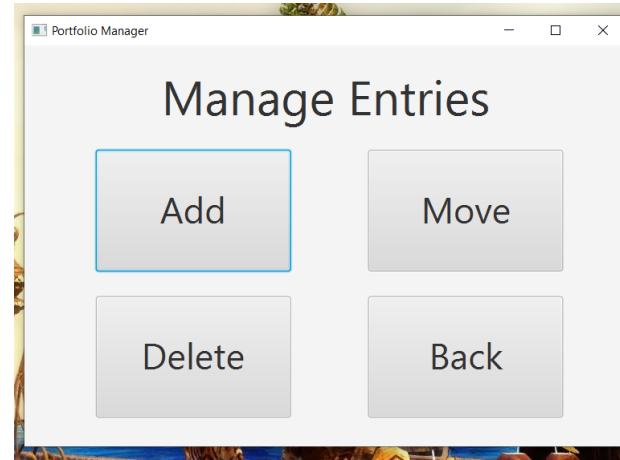 Portfolio Manager
Manage Entries
Add
Move
Delete
Back